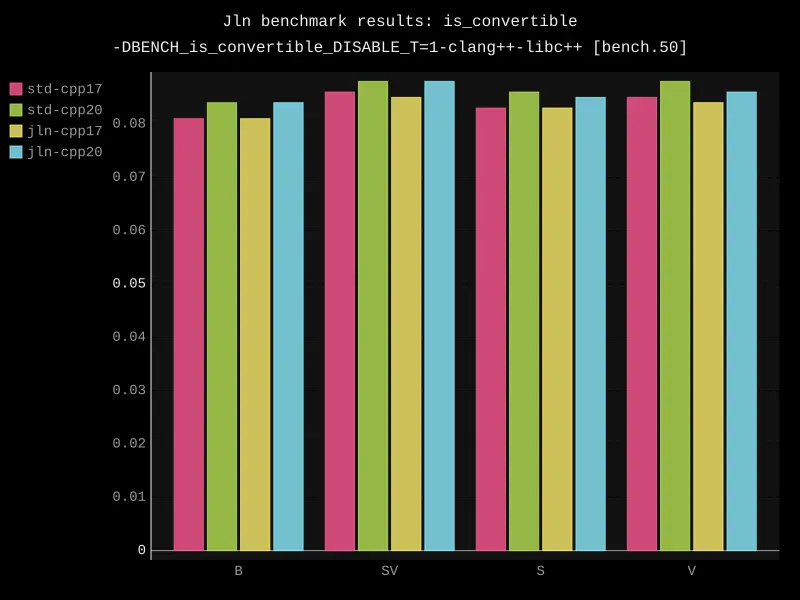 Jln benchmark results: is_convertible
-DBENCH_is_convertible_DISABLE_T=1-clang++-libc++ [bench.50]
std-cpp17
std-cpp20
jln-cpp17
jln-cpp20
0.08
0.07
0.06
0.05
0.04
0.03
0.02
0.01
0
B SV S V